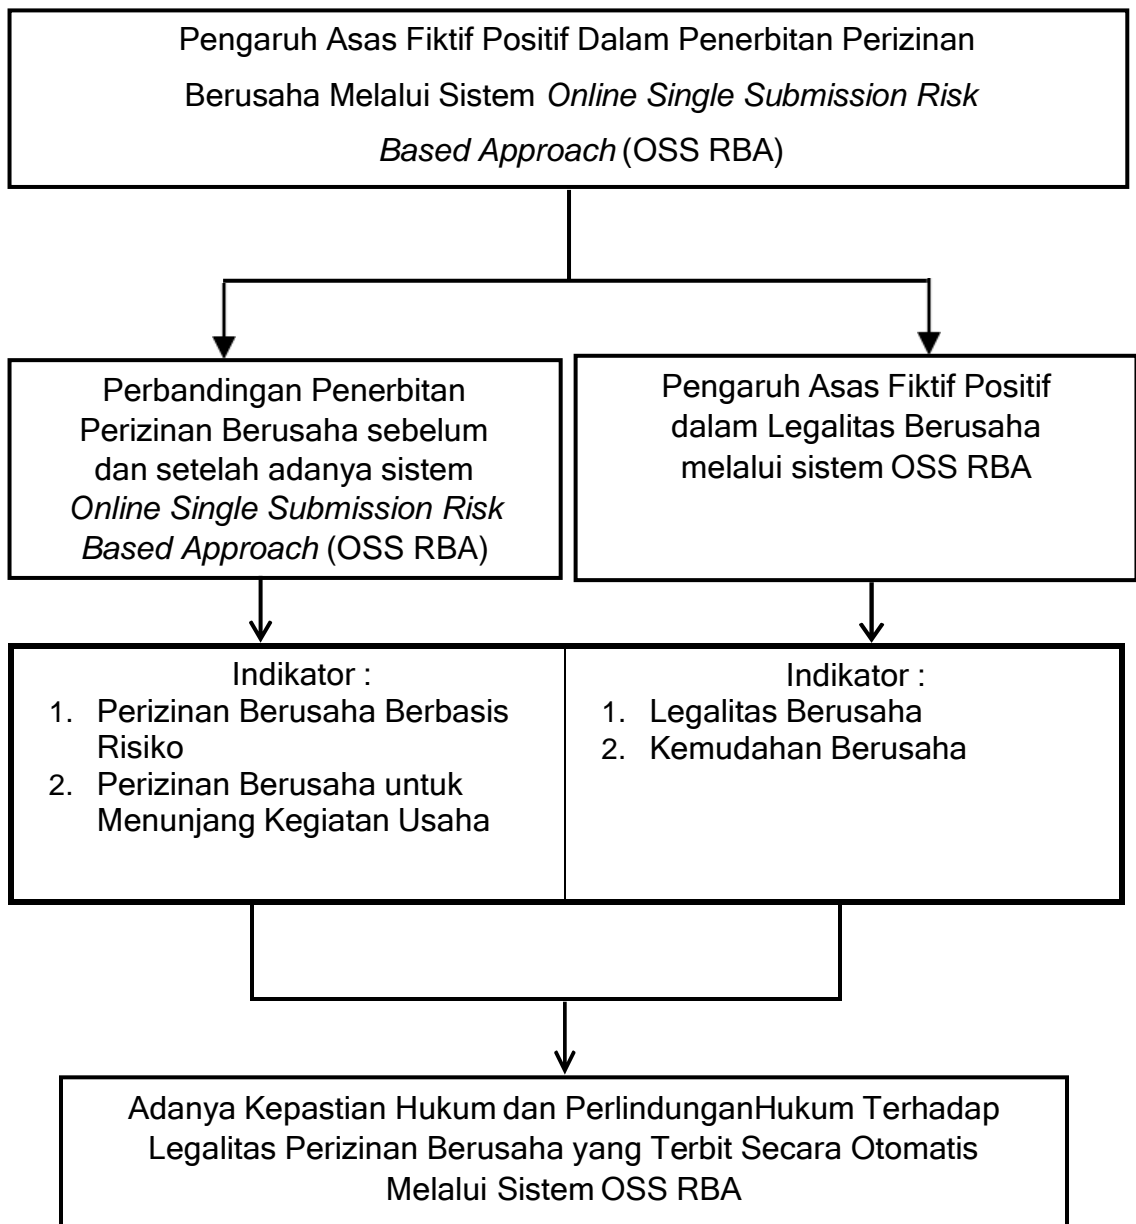 Pengaruh Asas Fiktif Positif Dalam Penerbitan Perizinan
Berusaha Melalui Sistem Online Single Submission Risk
Based Approach (OSS RBA)
Perbandingan Penerbitan
Perizinan Berusaha sebelum
dan setelah adanya sistem
Online Single Submission Risk
Based Approach (OSS RBA)
Pengaruh Asas Fiktif Positif
dalam Legalitas Berusaha
melalui sistem OSS RBA
Indikator :
1. Perizinan Berusaha Berbasis
Risiko
2. Perizinan Berusaha untuk
Menunjang Kegiatan Usaha
Indikator :
1. Legalitas Berusaha
2. Kemudahan Berusaha
Adanya Kepastian Hukum dan PerlindunganHukum Terhadap
Legalitas Perizinan Berusaha yang Terbit Secara Otomatis
Melalui Sistem OSS RBA